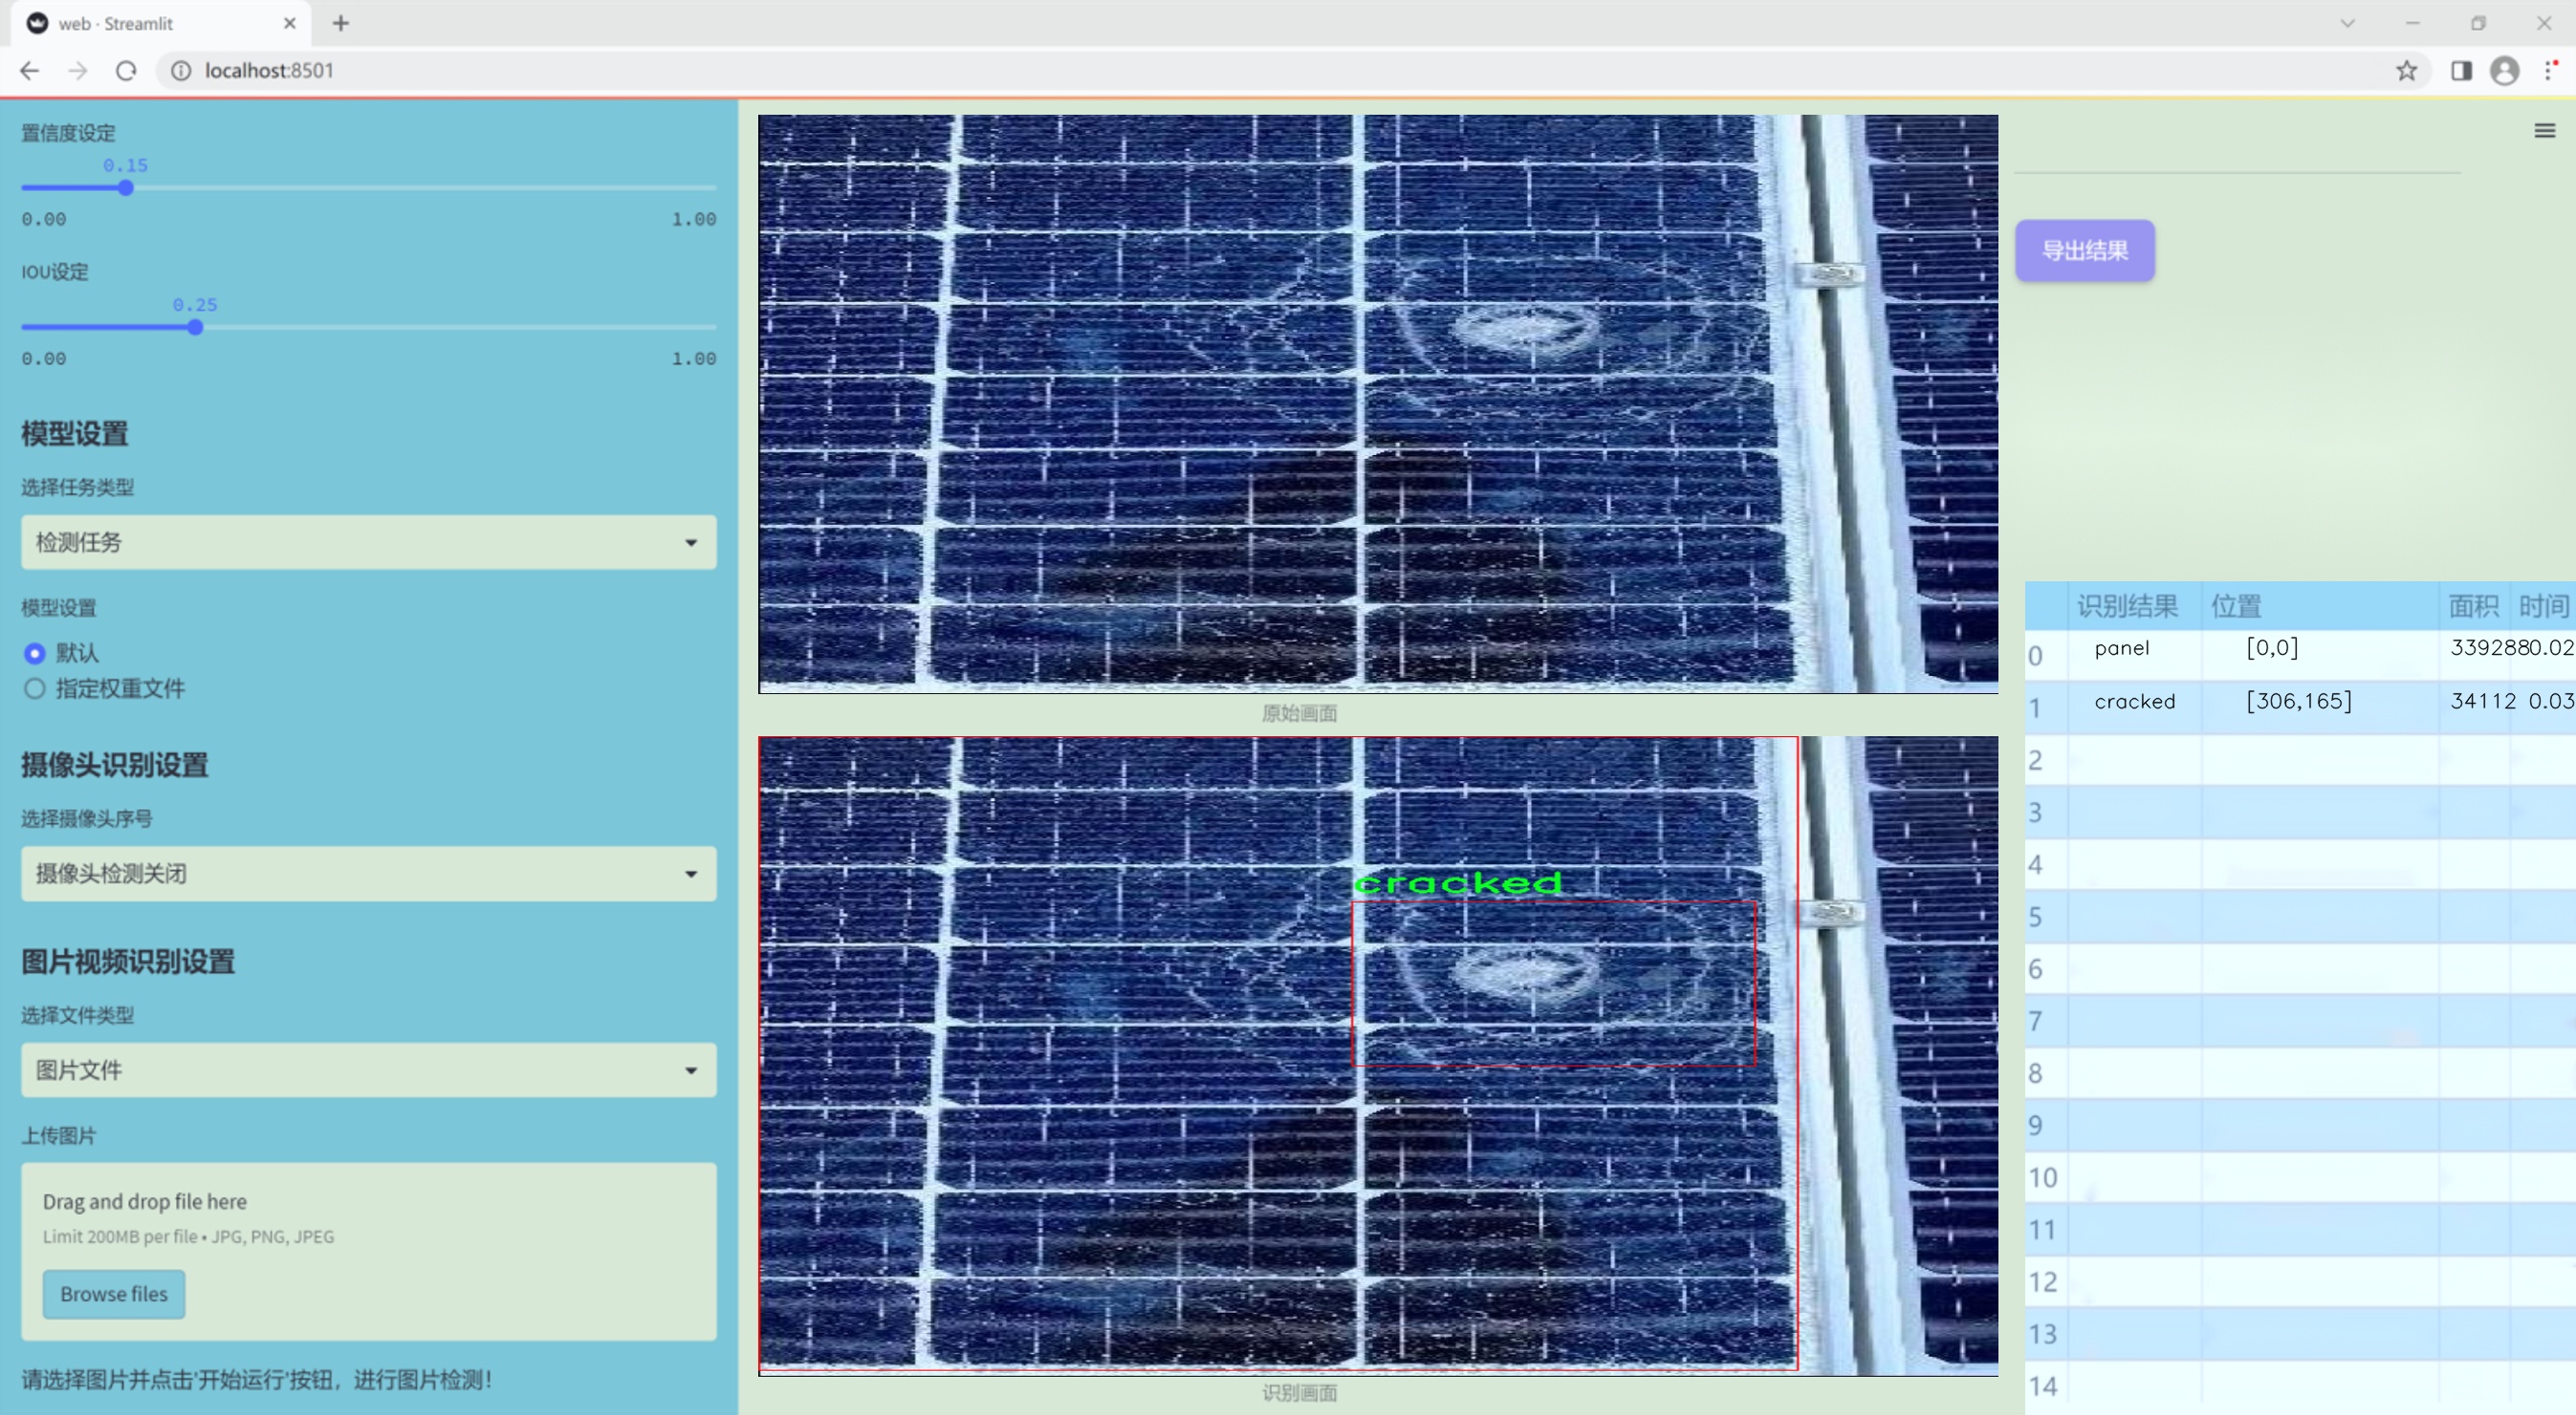 web · Streamlit
localhost:8501
置信度设定
0.15
0.00 1.00
IOU设定
0.25
0.00 1.00
模型设置
选择任务类型
检测任务
模型设置
默认
指定权重文件
摄像头识别设置
选择摄像头序号
摄像头检测关闭
图片视频识别设置
选择文件类型
图片文件
上传图片
Drag and drop file here
Limit 200MB per file • JPG, PNG, JPEG
Browse files
请选择图片并点击'开始运行'按钮，进行图片检测！
原始画面
cracked
识别画面
导出结果
识别结果 位置 面积 时间
0 panel [0,0] 3392880.02
1 cracked [306,165] 34112 0.03
2
3
4
5
6
7
8
9
10
11
12
13
14